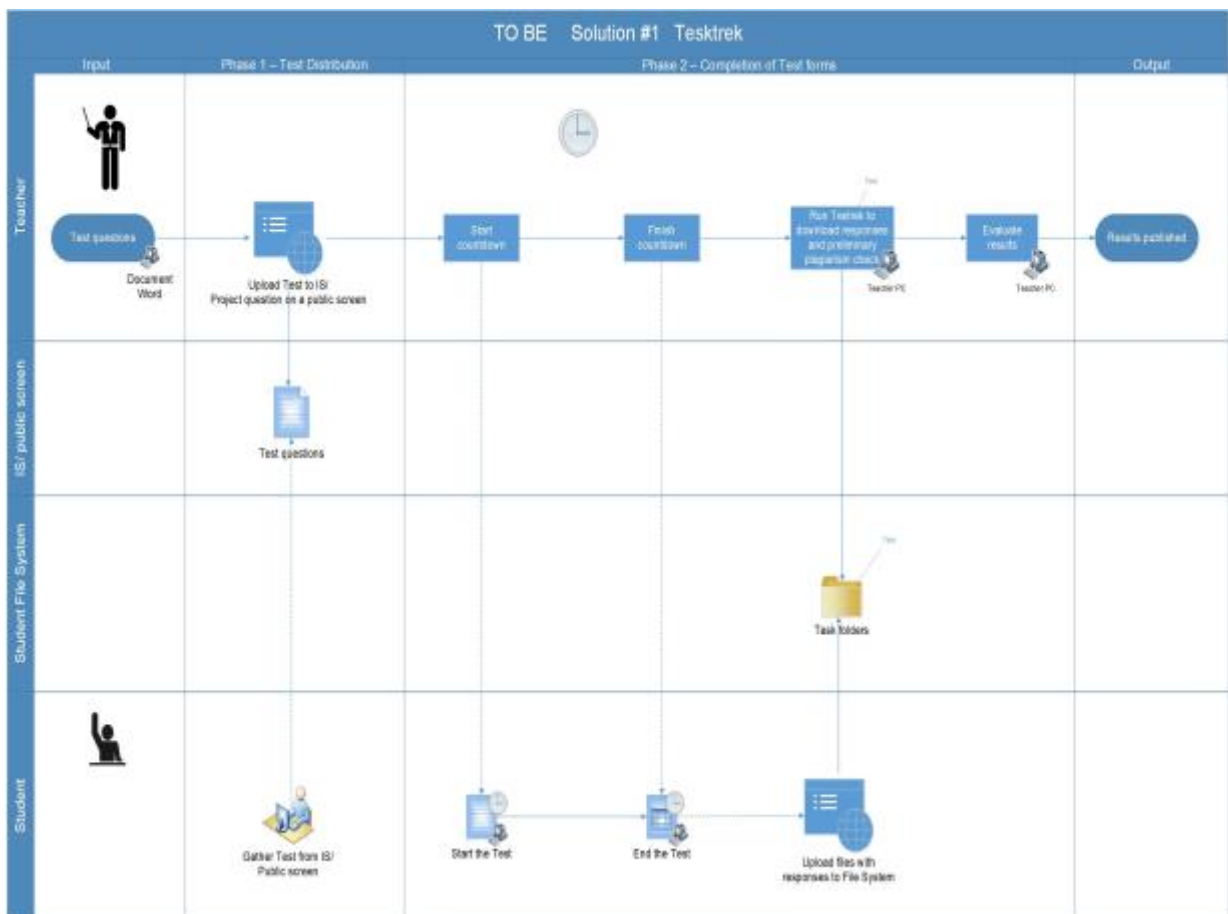 TO BE Solution #1 Tesktrek
Input
Phase 1 – Test Distribution
Phase 2 – Completion of Test forms
Output
Teacher
Test questions
Document
Word
Upload Test to IS/
Project question on a public screen
Start
countdown
Finish
countdown
Run Testrek to
download responses
and preliminary
plagiarism check
Teacher PC
Evaluate
results
Teacher PC
Results published
IS/ public screen
Test questions
Student File System
Task folders
Student
Gather Test from IS/
Public screen
Start the Test
End the Test
Upload files with
responses to File System